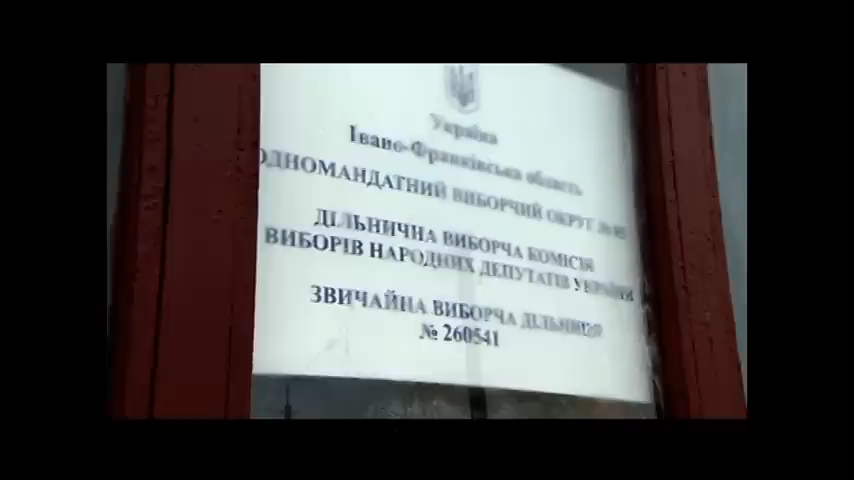 Україна
Івано-Франківська область
ОДНОМАНДАТНИЙ ВИБОРЧИЙ ОКРУГ №
ДІЛЬНИЧНА ВИБОРЧА КОМІСІЯ
ВИБОРІВ НАРОДНИХ ДЕПУТАТІВ УКРАЇНИ
ЗВИЧАЙНА ВИБОРЧА ДІЛЬНИЦЯ
№ 260541